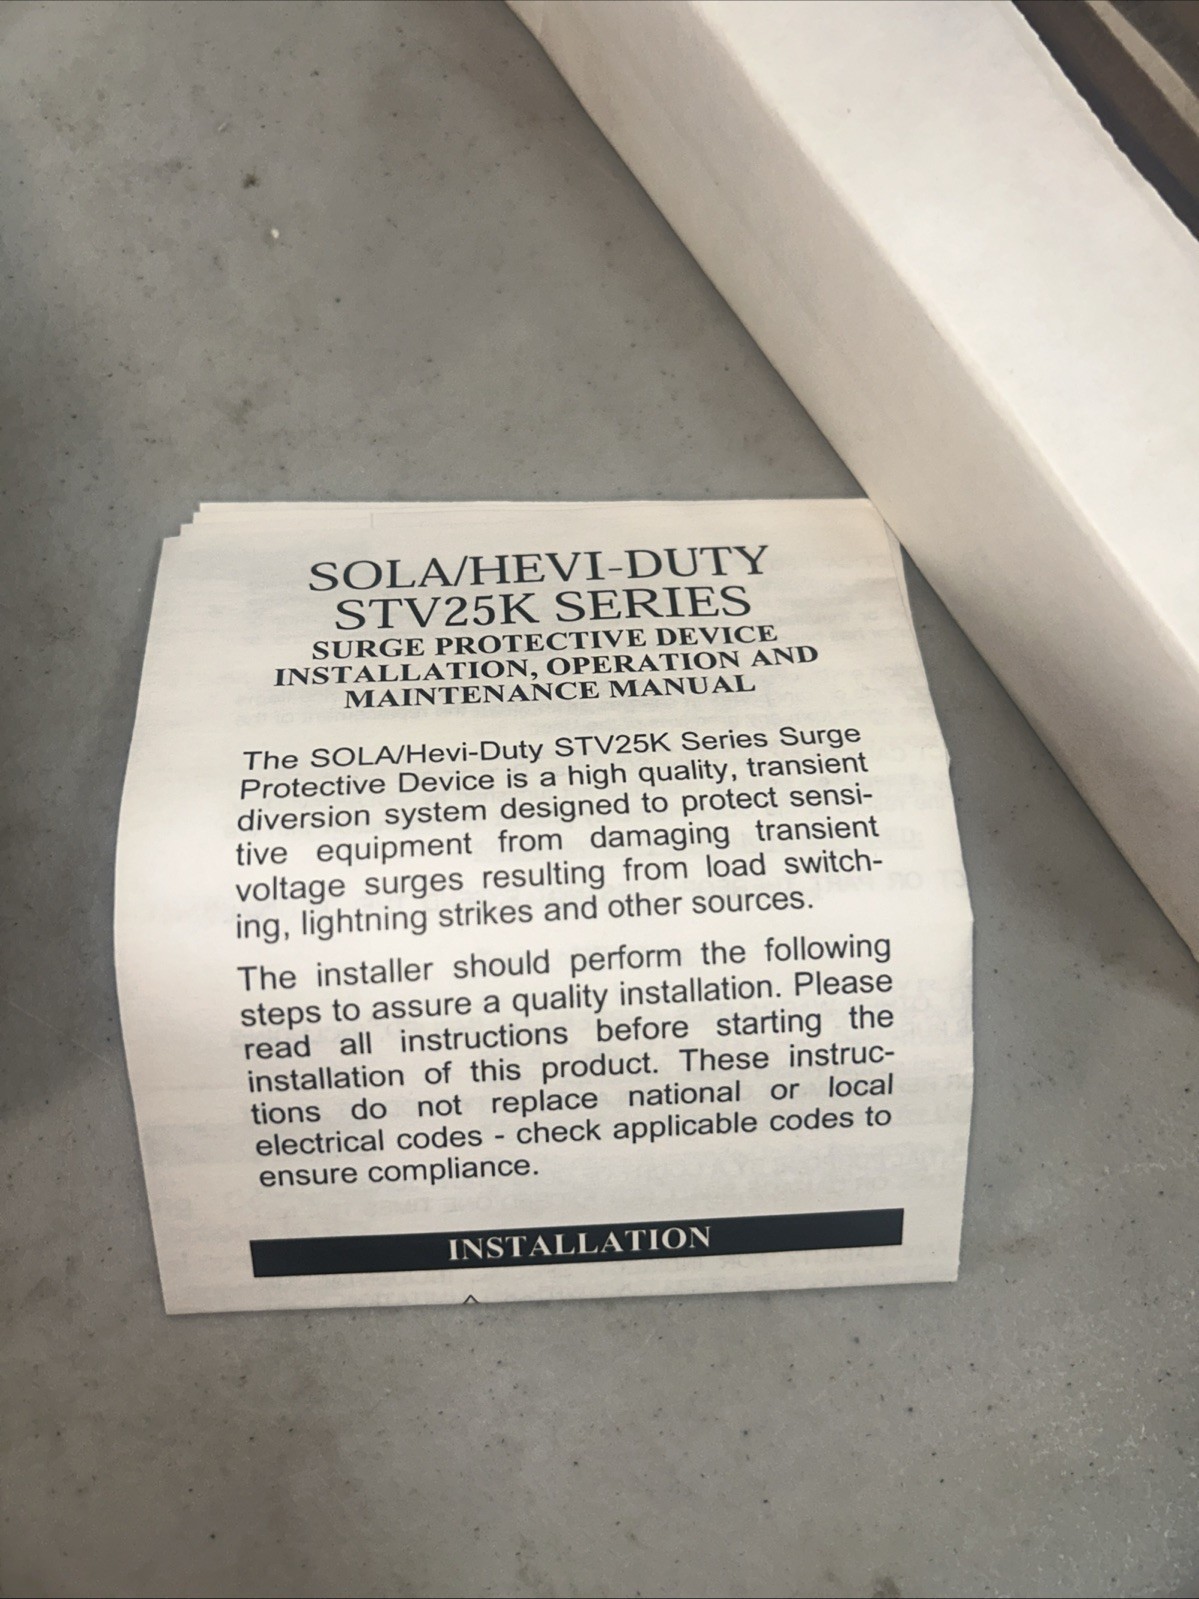 SOLA/HEVI-DUTY
STV25K SERIES
SURGE PROTECTIVE DEVICE
INSTALLATION, OPERATION AND
MAINTENANCE MANUAL
The SOLA/Hevi-Duty STV25K Series Surge
Protective Device is a high quality, transient
diversion system designed to protect sensi-
tive equipment from damaging transient
voltage surges resulting from load switch-
ing, lightning strikes and other sources.
The installer should perform the following
steps to assure a quality installation. Please
read all instructions before starting the
installation of this product. These instruc-
tions do not replace national or local
electrical codes - check applicable codes to
ensure compliance.
INSTALLATION